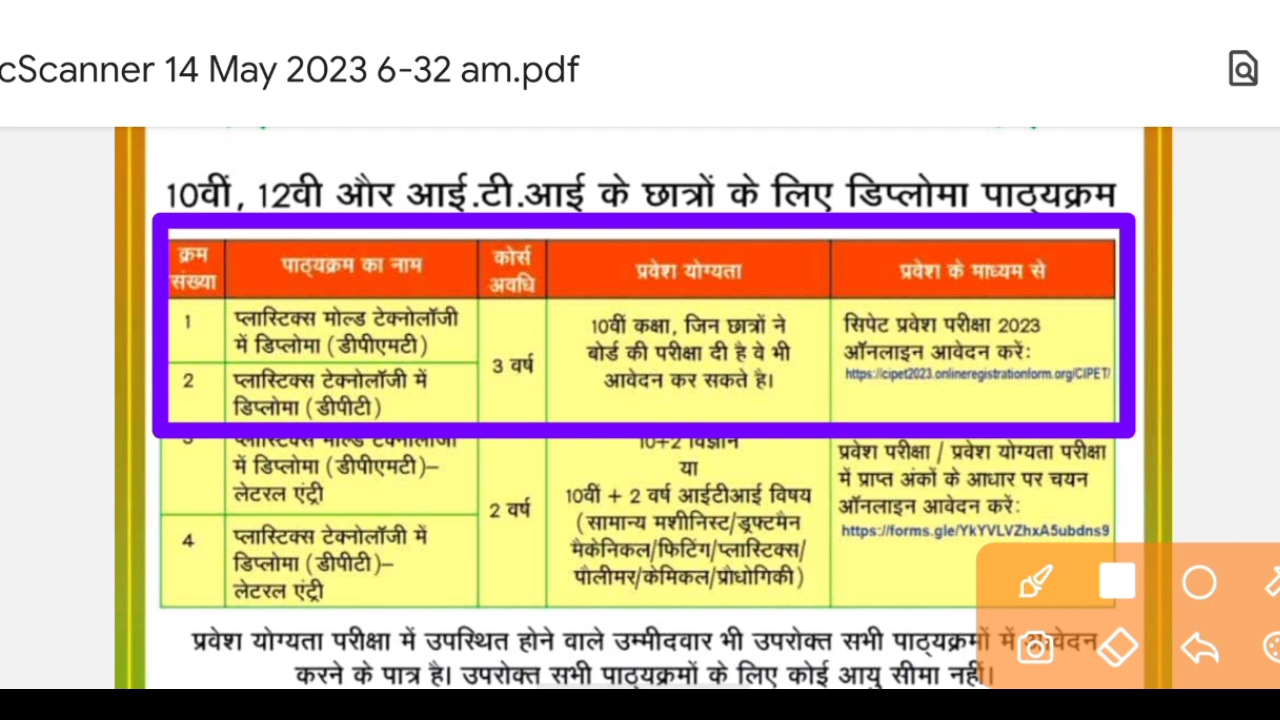 cScanner 14 May 2023 6-32 am.pdf
10वीं, 12वी और आई.टी.आई के छात्रों के लिए डिप्लोमा पाठ्यक्रम
क्रम संख्या
पाठ्यक्रम का नाम
कोर्स अवधि
प्रवेश योग्यता
प्रवेश के माध्यम से
1
प्लास्टिक्स मोल्ड टेक्नोलॉजी
में डिप्लोमा (डीपीएमटी)
2
प्लास्टिक्स टेक्नोलॉजी में
डिप्लोमा (डीपीटी)
3 वर्ष
10वीं कक्षा, जिन छात्रों ने
बोर्ड की परीक्षा दी है वे भी
आवेदन कर सकते है।
सिपेट प्रवेश परीक्षा 2023
ऑनलाइन आवेदन करें:
https://cipet2023.onlineregistrationform.org/CIPET/
3
प्लास्टिक्स मोल्ड टेक्नोलॉजी
में डिप्लोमा (डीपीएमटी)–
लेटरल एंट्री
4
प्लास्टिक्स टेक्नोलॉजी में
डिप्लोमा (डीपीटी)–
लेटरल एंट्री
2 वर्ष
10+2 विज्ञान
या
10वीं + 2 वर्ष आईटीआई विषय
(सामान्य मशीनिस्ट/ड्रफ्टमैन
मैकेनिकल/फिटिंग/प्लास्टिक्स/
पोलीमर/केमिकल/प्रोधोगिकी)
प्रवेश परीक्षा / प्रवेश योग्यता परीक्षा
में प्राप्त अंकों के आधार पर चयन
ऑनलाइन आवेदन करें:
https://forms.gle/YkYVLVZhxA5ubdns9
प्रवेश योग्यता परीक्षा में उपस्थित होने वाले उम्मीदवार भी उपरोक्त सभी पाठ्यक्रमों में आवेदन
करने के पात्र है। उपरोक्त सभी पाठ्यक्रमों के लिए कोई आयु सीमा नहीं।